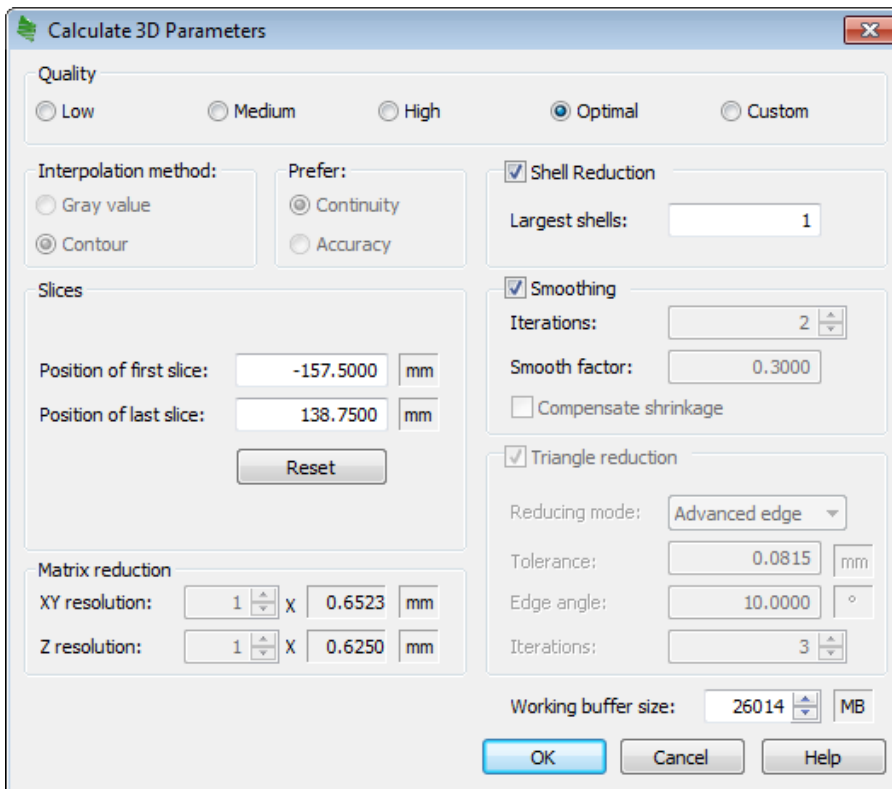 Calculate 3D Parameters
Quality
Low Medium High Optimal Custom
Interpolation method:
Gray value
Contour
Prefer:
Continuity
Accuracy
Shell Reduction
Largest shells: 1
Slices
Position of first slice: -157.5000 mm
Position of last slice: 138.7500 mm
Reset
Smoothing
Iterations: 2
Smooth factor: 0.3000
Compensate shrinkage
Matrix reduction
XY resolution: 1 X 0.6523 mm
Z resolution: 1 X 0.6250 mm
Triangle reduction
Reducing mode: Advanced edge
Tolerance: 0.0815 mm
Edge angle: 10.0000 °
Iterations: 3
Working buffer size: 26014 MB
OK Cancel Help